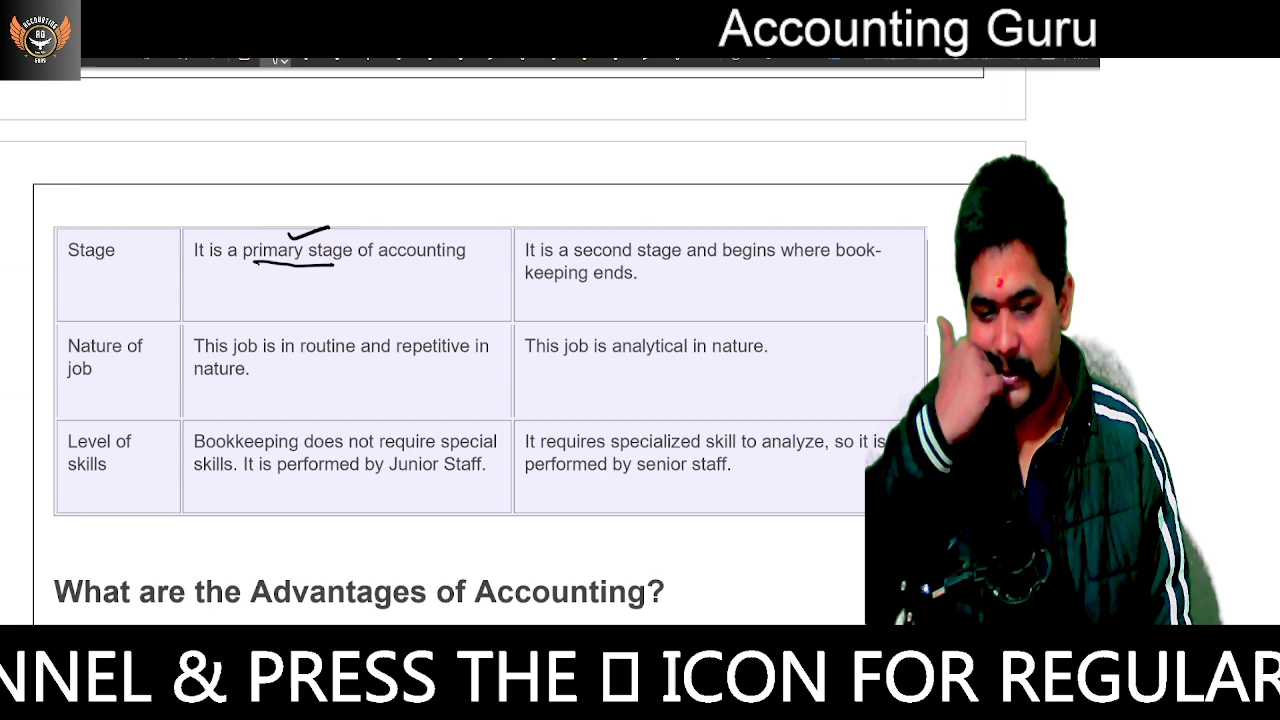 Accounting Guru
ACCOUNTING
AG
GURU
Stage
It is a primary stage of accounting
It is a second stage and begins where book-
keeping ends.
Nature of
job
This job is in routine and repetitive in
nature.
This job is analytical in nature.
Level of
skills
Bookkeeping does not require special
skills. It is performed by Junior Staff.
It requires specialized skill to analyze, so it is
performed by senior staff.
What are the Advantages of Accounting?
NNEL & PRESS THE ICON FOR REGULAR